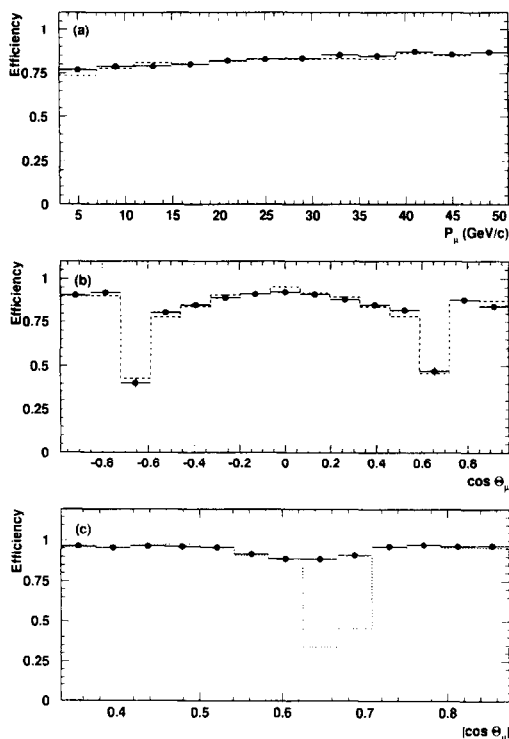 Efficiency
(a)
1
0.75
0.5
0.25
0
5 10 15 20 25 30 35 40 45 50
Pμ (GeV/c)
Efficiency
(b)
1
0.75
0.5
0.25
0
-0.8 -0.6 -0.4 -0.2 0 0.2 0.4 0.6 0.8
cos Θμ
Efficiency
(c)
1
0.75
0.5
0.25
0
0.4 0.5 0.6 0.7 0.8
|cos Θμ|